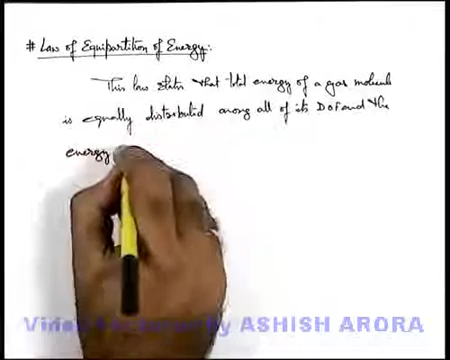 # Law of Equipartition of Energy:
This law states that total energy of a gas molecule
is equally distributed among all of its DOF and the
energy
Video Lectures by ASHISH ARORA